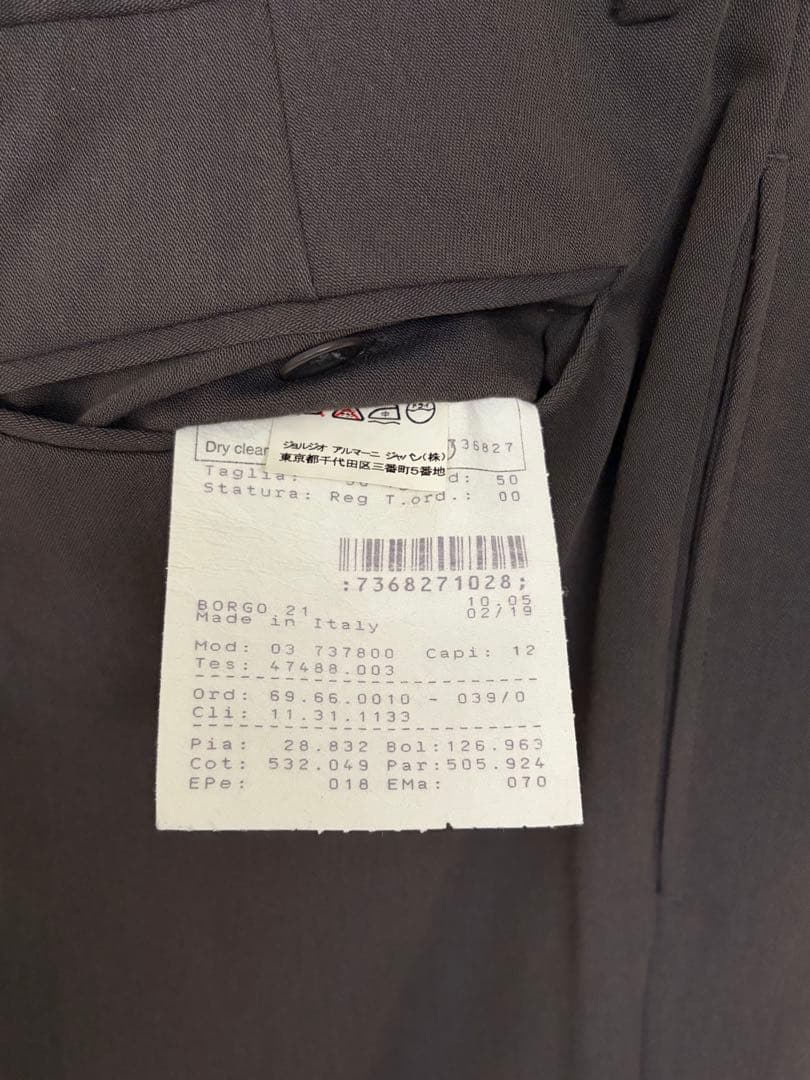 ドライ
Dry clean
736827
ジョルジオ アルマーニ ジャパン(株)
東京都千代田区三番町5番地
Taglia: d: 50
Statura: Reg T.ord.: 00
:7368271028;
10.05
BORGO 21 02/19
Made in Italy
Mod: 03 737800 Capi: 12
Tes: 47488.003
Ord: 69.66.0010 - 039/0
Cli: 11.31.1133
Pia: 28.832 Bol:126.963
Cot: 532.049 Par:505.924
EPe: 018 EMa: 070